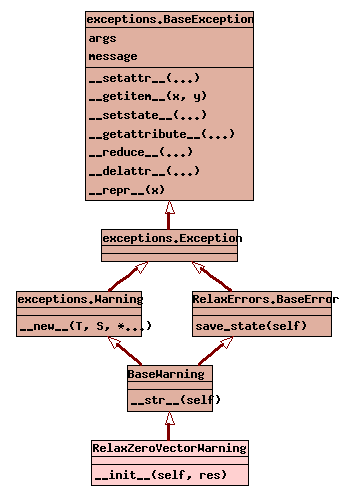 exceptions.BaseException
args
message
__setattr__(...)
__getitem__(x, y)
__setstate__(...)
__getattribute__(...)
__reduce__(...)
__delattr__(...)
__repr__(x)
exceptions.Exception
exceptions.Warning
__new__(T, S, *...)
RelaxErrors.BaseError
save_state(self)
BaseWarning
__str__(self)
RelaxZeroVectorWarning
__init__(self, res)